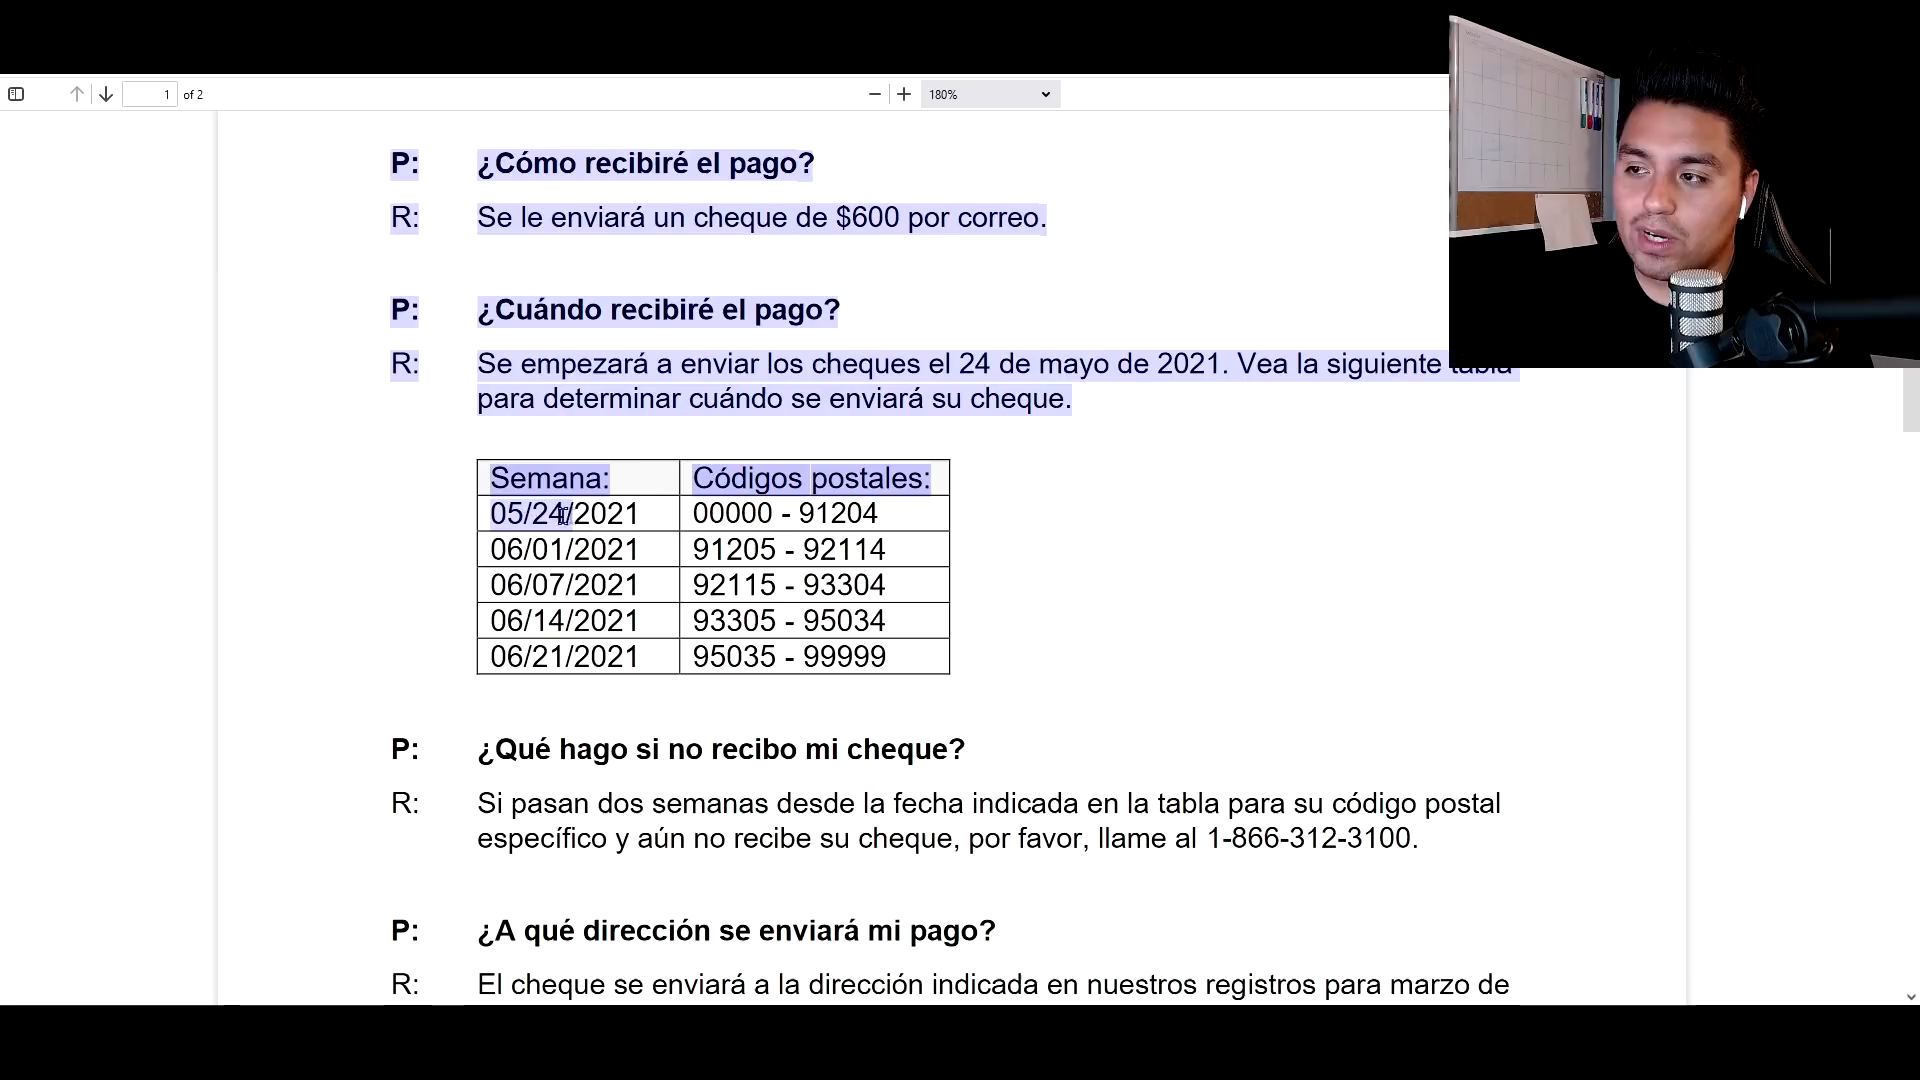 1 of 2
180%
P: ¿Cómo recibiré el pago?
R: Se le enviará un cheque de $600 por correo.
P: ¿Cuándo recibiré el pago?
R: Se empezará a enviar los cheques el 24 de mayo de 2021. Vea la siguiente tabla
para determinar cuándo se enviará su cheque.
Semana: Códigos postales:
05/24/2021 00000 - 91204
06/01/2021 91205 - 92114
06/07/2021 92115 - 93304
06/14/2021 93305 - 95034
06/21/2021 95035 - 99999
P: ¿Qué hago si no recibo mi cheque?
R: Si pasan dos semanas desde la fecha indicada en la tabla para su código postal
específico y aún no recibe su cheque, por favor, llame al 1-866-312-3100.
P: ¿A qué dirección se enviará mi pago?
R: El cheque se enviará a la dirección indicada en nuestros registros para marzo de